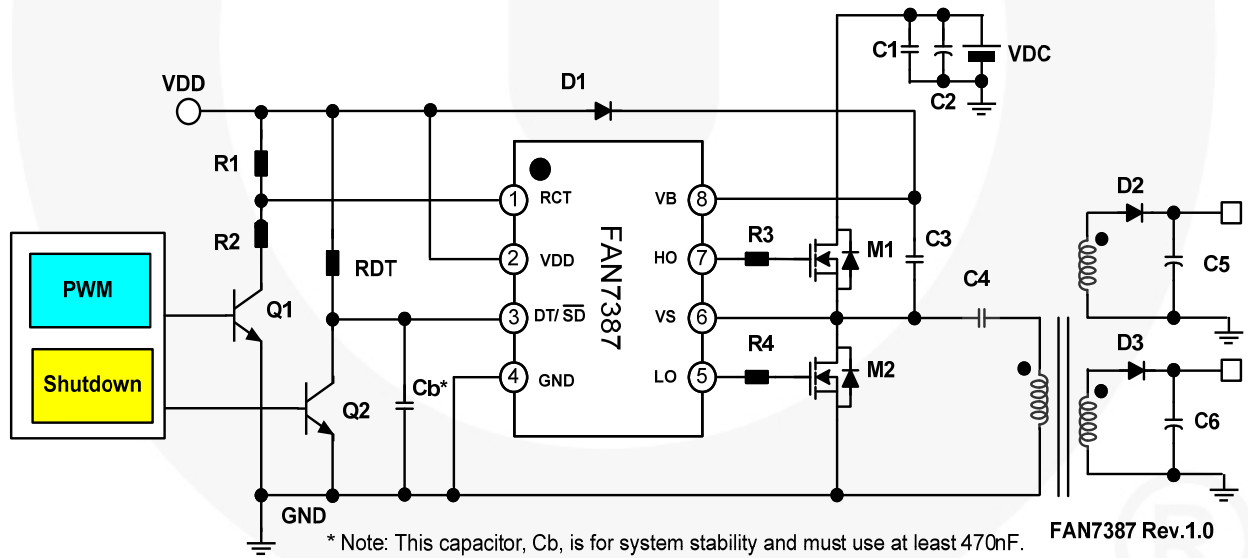 C1
C2
VDC
VDD
D1
R1
R2
RDT
PWM
Shutdown
Q1
Q2
Cb*
1
RCT
2
VDD
3
DT/ SD
4
GND
FAN7387
VB
8
HO
7
VS
6
LO
5
R3
R4
M1
M2
C3
C4
D2
C5
D3
C6
GND
* Note: This capacitor, Cb, is for system stability and must use at least 470nF.
FAN7387 Rev.1.0